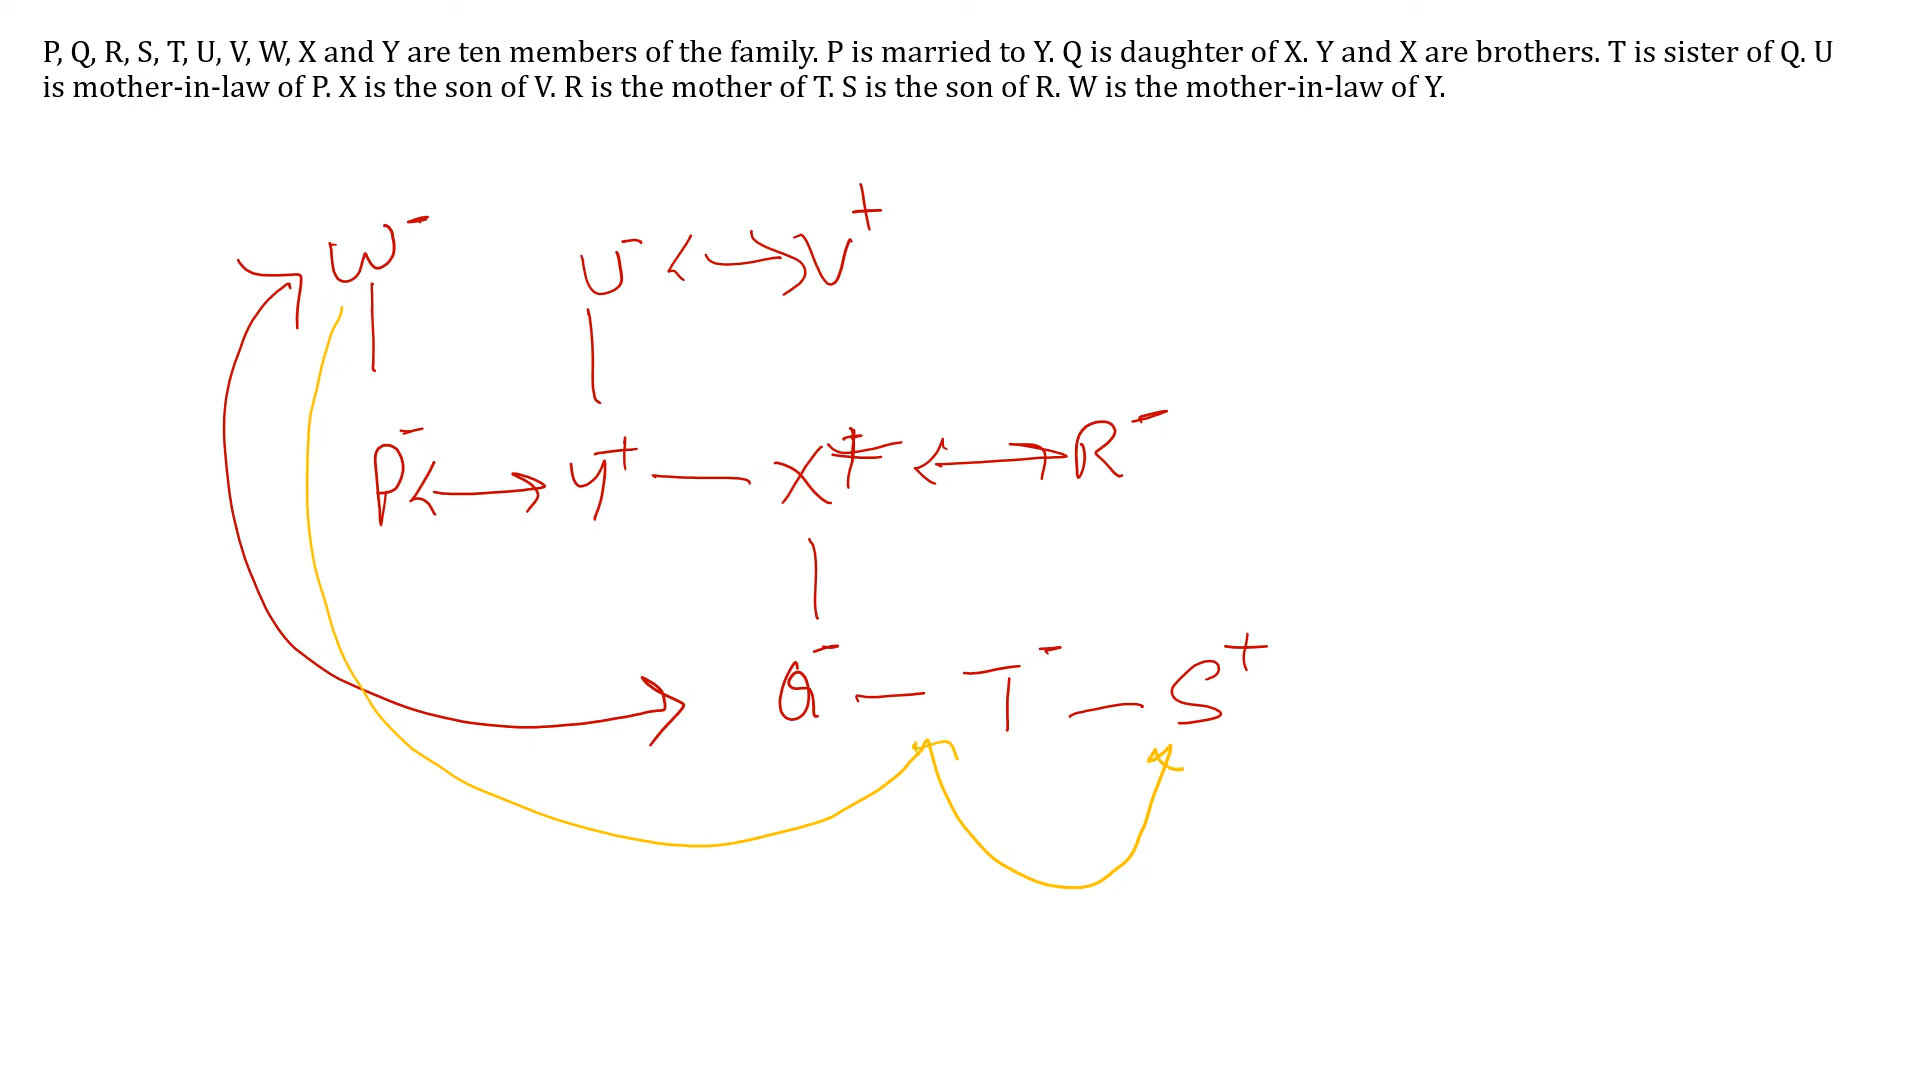 P, Q, R, S, T, U, V, W, X and Y are ten members of the family. P is married to Y. Q is daughter of X. Y and X are brothers. T is sister of Q. U
is mother-in-law of P. X is the son of V. R is the mother of T. S is the son of R. W is the mother-in-law of Y.
W - U - V +
P - Y + X + R -
Q - T - S +